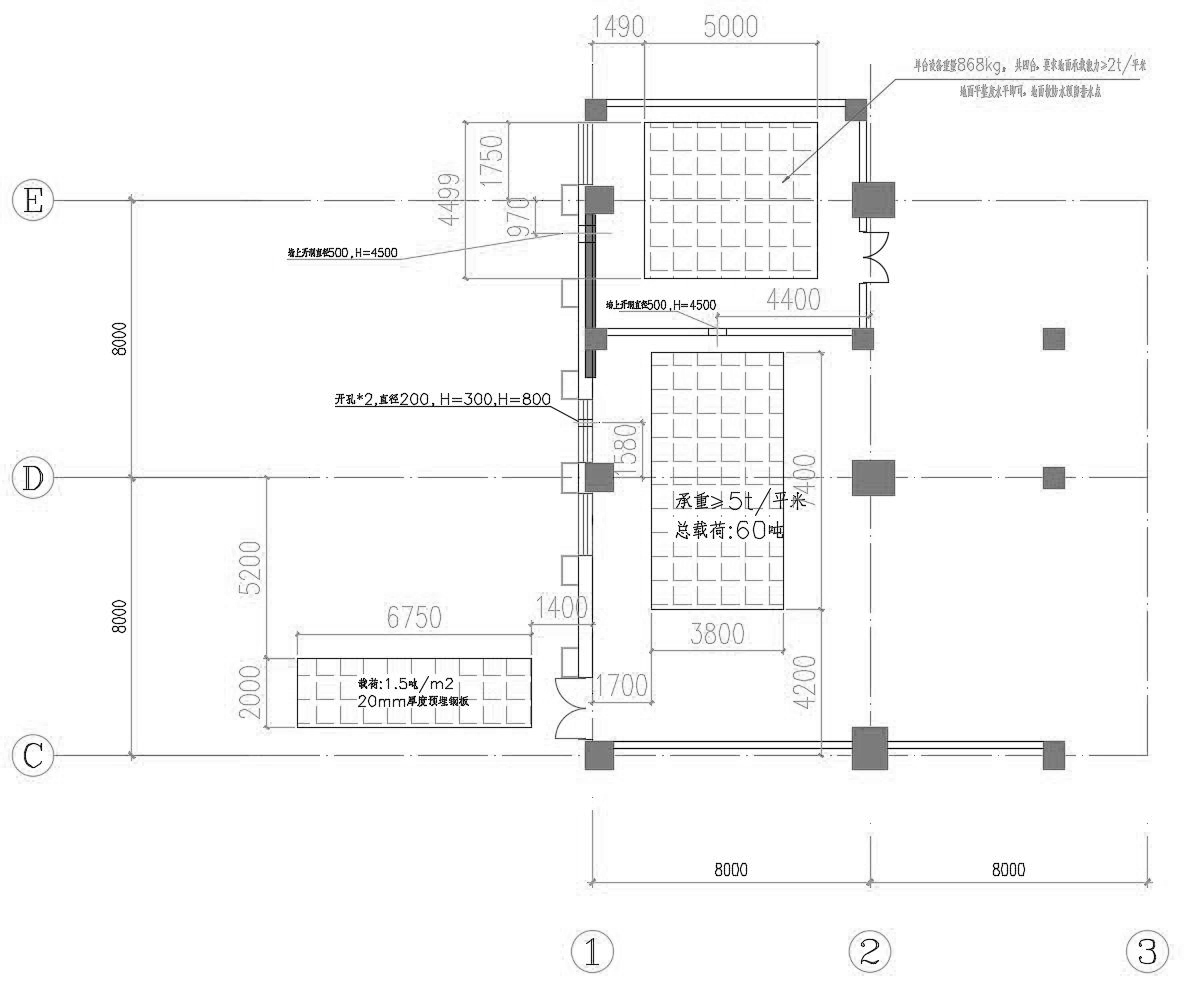 1490
5000
单台设备重量868kg，共四台，要求地面承载能力≥2t/平米
地面平整度水平即可，地面做防水预留排水点
1750
4499
E
970
墙上开洞直径500,H=4500
墙上开洞直径500,H=4500
4400
8000
开孔*2,直径200, H=300,H=800
1580
7400
D
承重≥5t/平米
总载荷:60吨
5200
8000
1400
6750
3800
2000
载荷:1.5吨/m2
20mm厚度预埋钢板
1700
4200
C
8000
8000
1
2
3